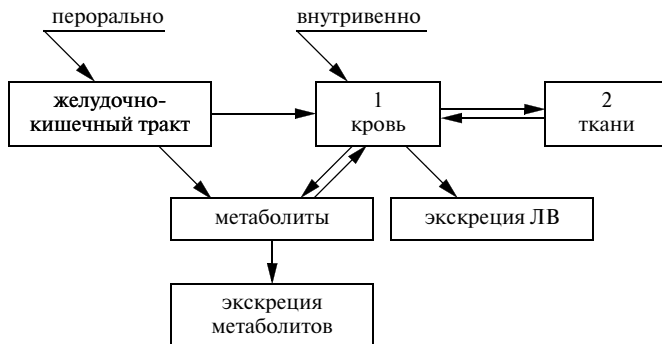 перорально
внутривенно
желудочно-
кишечный тракт
1
кровь
2
ткани
метаболиты
экскреция ЛВ
экскреция
метаболитов